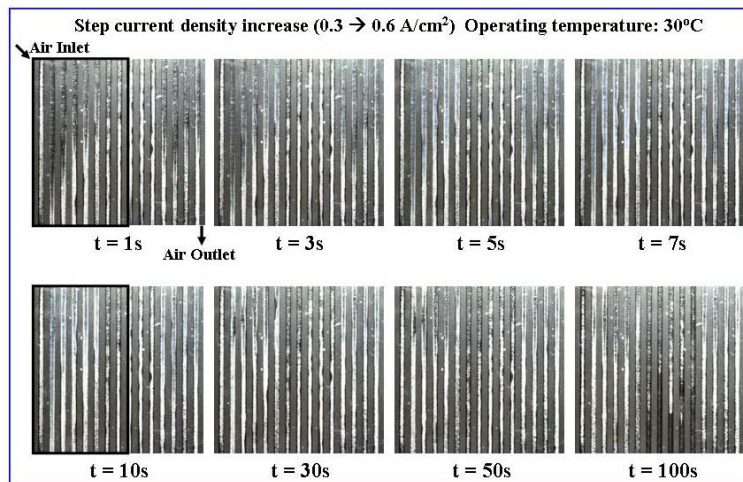 Step current density increase (0.3 → 0.6 A/cm²) Operating temperature: 30°C
Air Inlet
t = 1s
t = 3s
t = 5s
t = 7s
Air Outlet
t = 10s
t = 30s
t = 50s
t = 100s